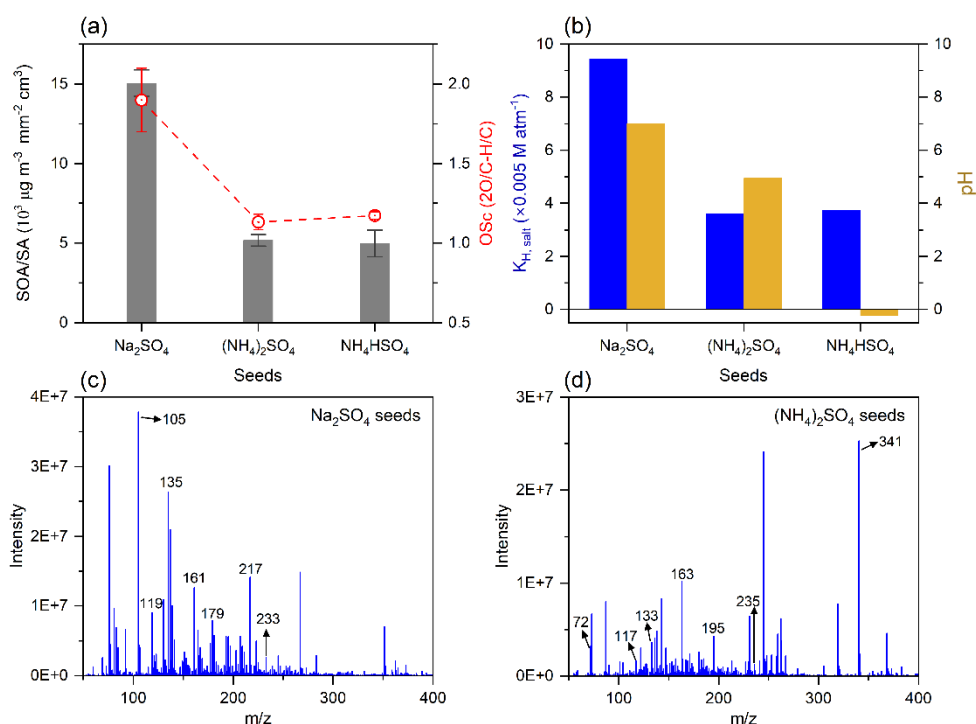 (a)
SOA/SA (10³ μg m⁻³ mm⁻² cm³)
15
10
5
0
2.0
1.5
1.0
0.5
OSc (2O/C-H/C)
Na₂SO₄
(NH₄)₂SO₄
NH₄HSO₄
Seeds
(b)
K_H, salt (×0.005 M atm⁻¹)
10
8
6
4
2
0
10
8
6
4
2
0
pH
Na₂SO₄
(NH₄)₂SO₄
NH₄HSO₄
Seeds
(c)
Na₂SO₄ seeds
Intensity
4E+7
3E+7
2E+7
1E+7
0E+0
105
135
119
161
179
217
233
100
200
300
400
m/z
(d)
(NH₄)₂SO₄ seeds
Intensity
3E+7
2E+7
1E+7
0E+0
341
72
117
133
163
195
235
100
200
300
400
m/z